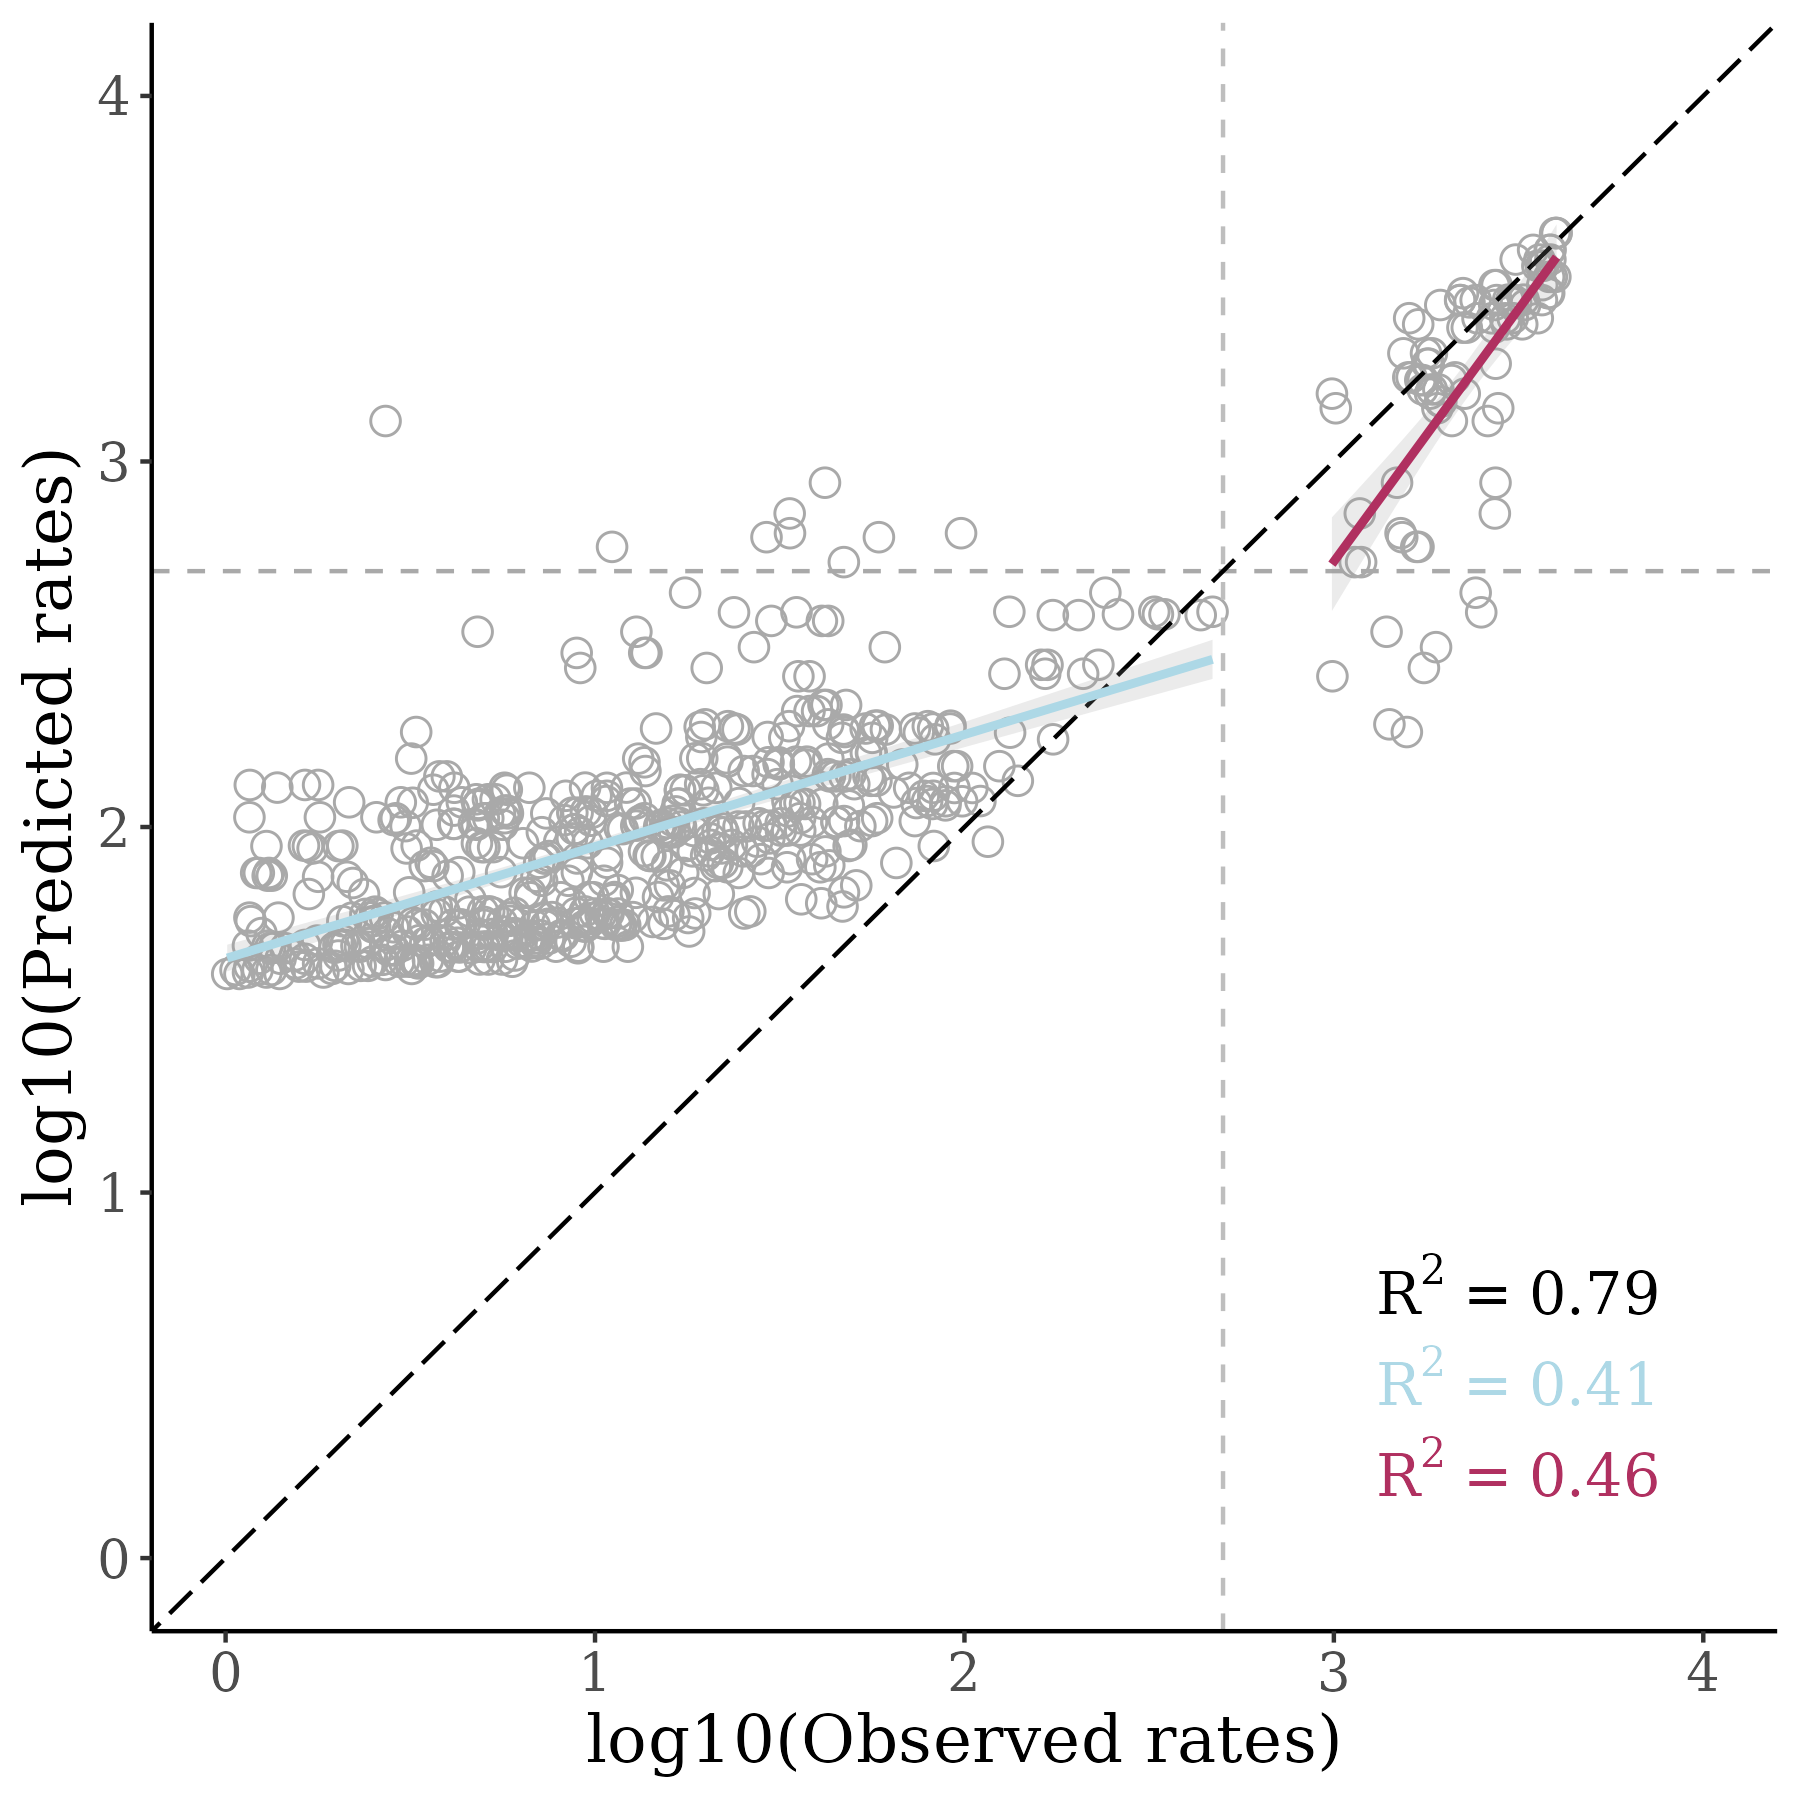 4
3
2
1
0
log10(Predicted rates)
R² = 0.79
R² = 0.41
R² = 0.46
0 1 2 3 4
log10(Observed rates)